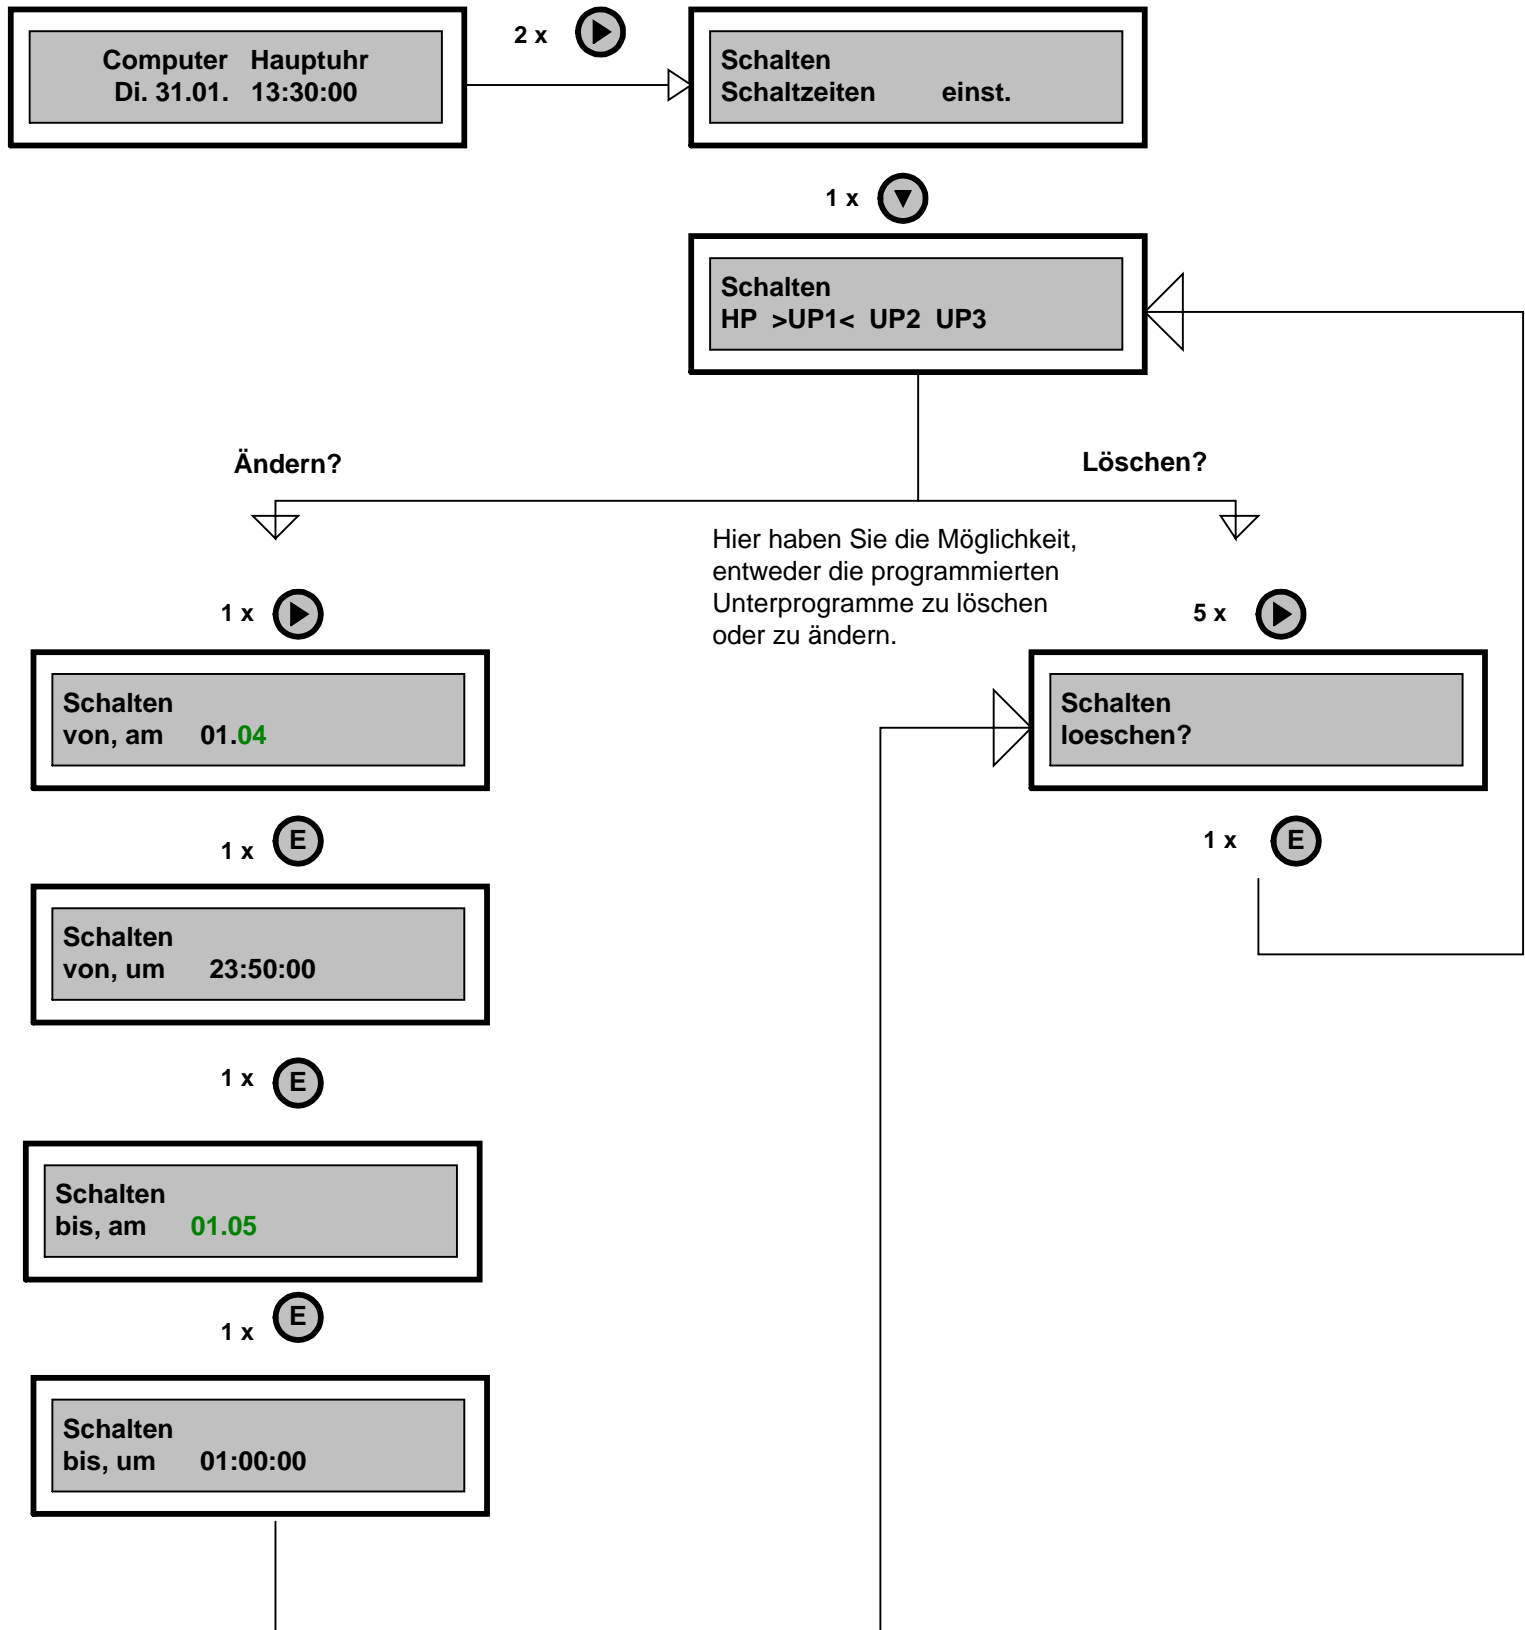 Computer Hauptuhr
Di. 31.01. 13:30:00
2 x
Schalten
Schaltzeiten einst.
1 x
Schalten
HP >UP1< UP2 UP3
Ändern?
Löschen?
Hier haben Sie die Möglichkeit,
entweder die programmierten
Unterprogramme zu löschen
oder zu ändern.
1 x
Schalten
von, am 01.04
1 x E
Schalten
von, um 23:50:00
1 x E
Schalten
bis, am 01.05
1 x E
Schalten
bis, um 01:00:00
5 x
Schalten
loeschen?
1 x E